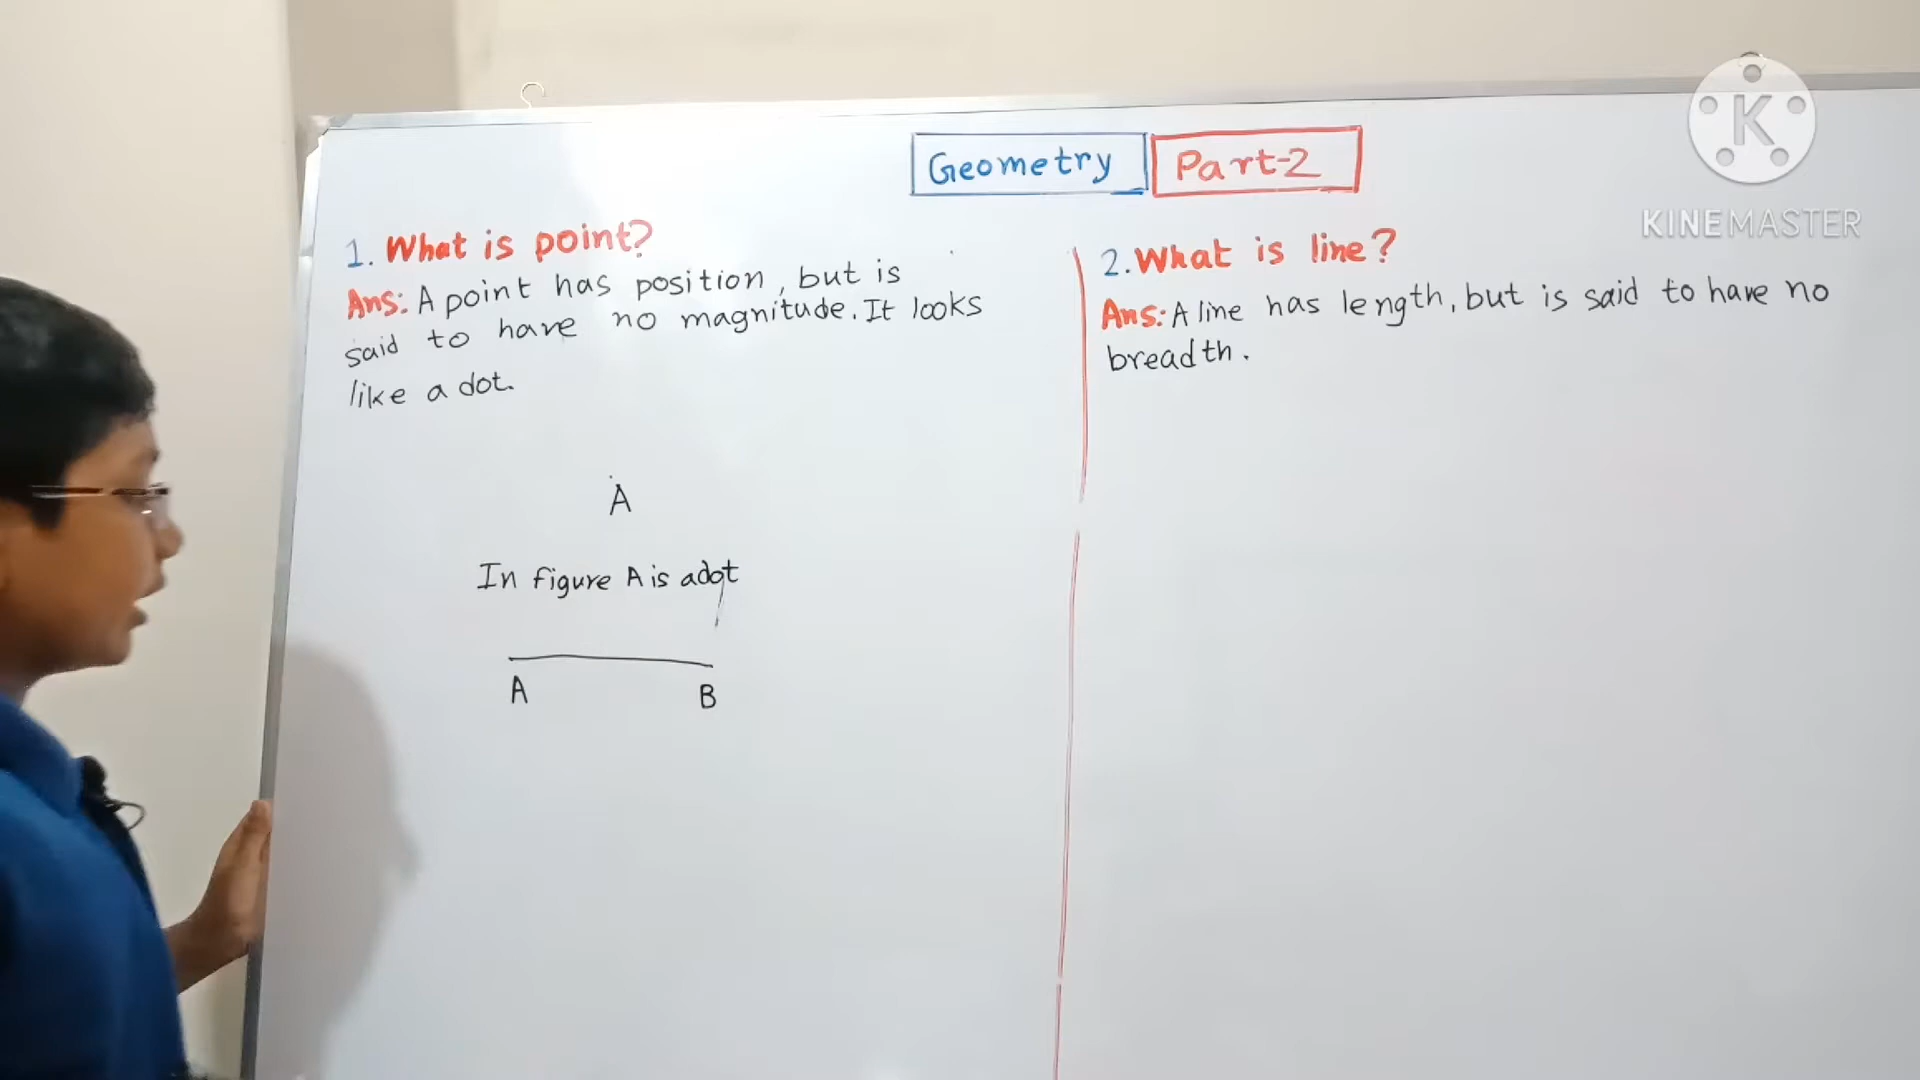 Geometry Part-2
1. What is point?
Ans: A point has position, but is
said to have no magnitude. It looks
like a dot.
A
In figure A is adot
A B
2. What is line?
Ans: A line has length, but is said to have no
breadth.
K
KINEMASTER